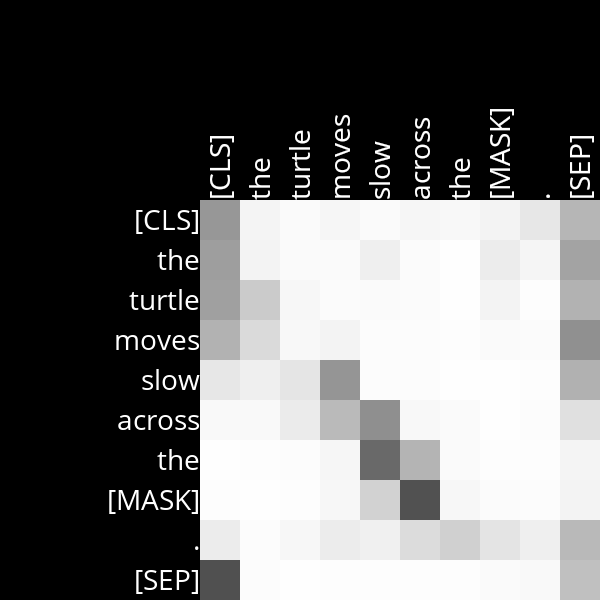 [CLS] the turtle moves slow across the [MASK] . [SEP]
[CLS]
the
turtle
moves
slow
across
the
[MASK]
.
[SEP]